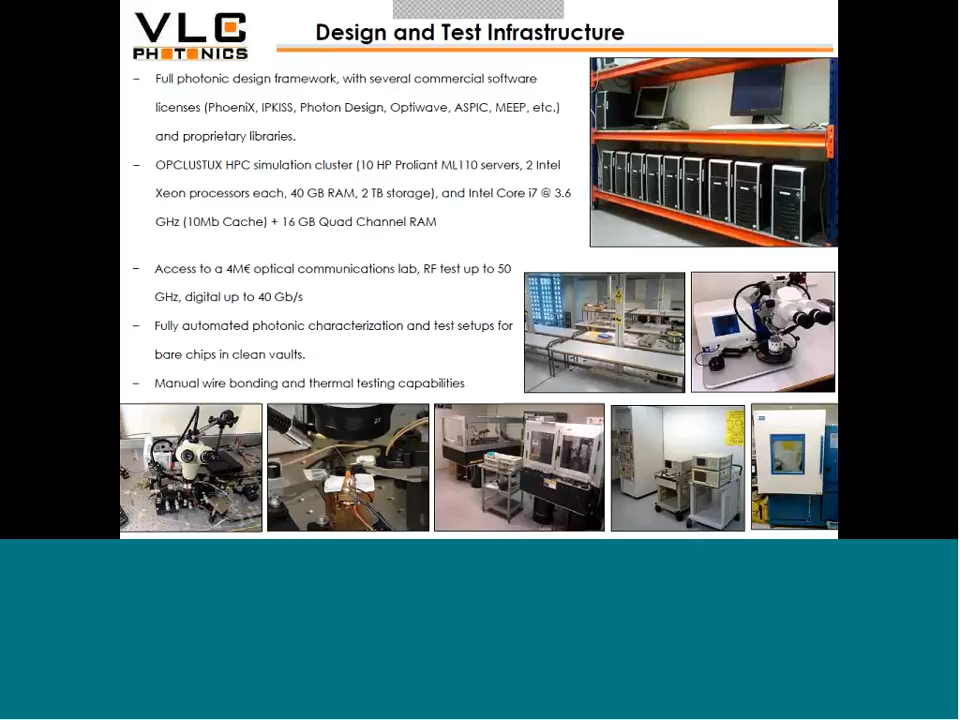 VLC
PHOTONICS
Design and Test Infrastructure
– Full photonic design framework, with several commercial software
licenses (PhoeniX, IPKISS, Photon Design, Optiwave, ASPIC, MEEP, etc.)
and proprietary libraries.
– OPCLUSTUX HPC simulation cluster (10 HP Proliant ML110 servers, 2 Intel
Xeon processors each, 40 GB RAM, 2 TB storage), and Intel Core i7 @ 3.6
GHz (10Mb Cache) + 16 GB Quad Channel RAM
– Access to a 4M€ optical communications lab, RF test up to 50
GHz, digital up to 40 Gb/s
– Fully automated photonic characterization and test setups for
bare chips in clean vaults.
– Manual wire bonding and thermal testing capabilities